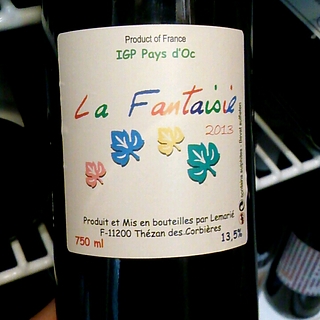 Product of France
IGP Pays d'Oc
La Fantaisie
2013
Produit et Mis en bouteilles par Lemarié
F-11200 Thézan des Corbières
750 ml
13,5%